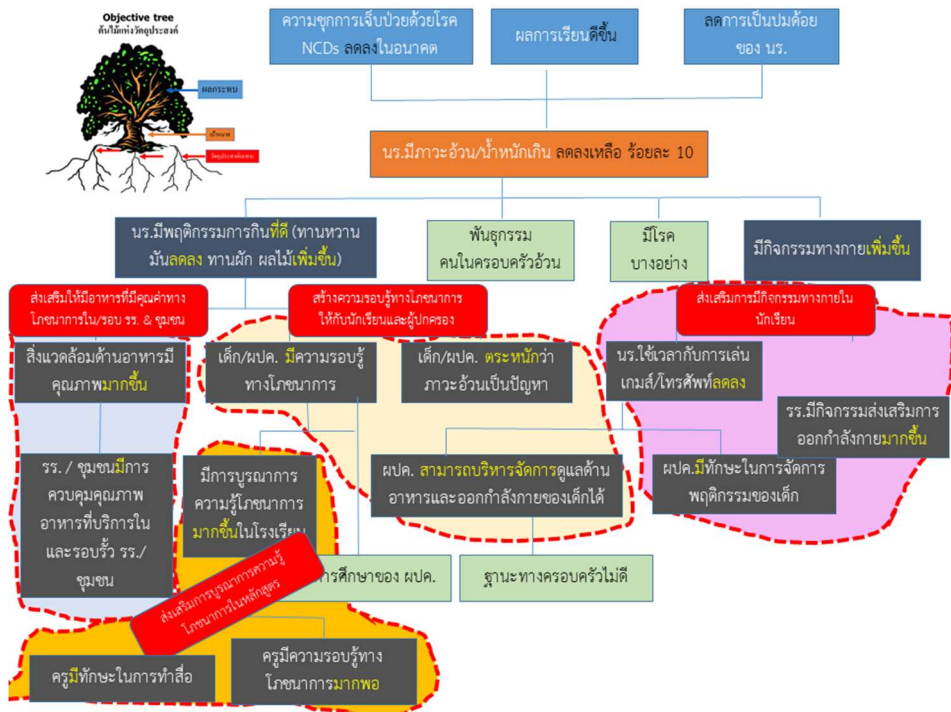 Objective tree
ต้นไม้แห่งวัตถุประสงค์
ผลกระทบ
เป้าหมาย
ความชุกการเจ็บป่วยด้วยโรค
NCDs ลดลงในอนาคต
ผลการเรียนดีขึ้น
ลดการเป็นปมด้อย
ของ นร.
นร.มีภาวะอ้วน/น้ำหนักเกิน ลดลงเหลือ ร้อยละ 10
นร.มีพฤติกรรมการกินที่ดี (ทานหวาน
มันลดลง ทานผัก ผลไม้เพิ่มขึ้น)
พันธุกรรม
คนในครอบครัวอ้วน
มีโรค
บางอย่าง
มีกิจกรรมทางกายเพิ่มขึ้น
ส่งเสริมให้มีอาหารที่มีคุณค่าทาง
โภชนาการใน/รอบ รร. & ชุมชน
สร้างความรอบรู้ทางโภชนาการ
ให้กับนักเรียนและผู้ปกครอง
ส่งเสริมการมีกิจกรรมทางกายใน
นักเรียน
สิ่งแวดล้อมด้านอาหารมี
คุณภาพมากขึ้น
เด็ก/ผปค. มีความรอบรู้
ทางโภชนาการ
เด็ก/ผปค. ตระหนักว่า
ภาวะอ้วนเป็นปัญหา
นร.ใช้เวลากับการเล่น
เกมส์/โทรศัพท์ลดลง
รร.มีกิจกรรมส่งเสริมการ
ออกกำลังกายมากขึ้น
รร. / ชุมชนมีการ
ควบคุมคุณภาพ
อาหารที่บริการใน
และรอบรั้ว รร./
ชุมชน
มีการบูรณาการ
ความรู้โภชนาการ
มากขึ้นในโรงเรียน
ผปค. สามารถบริหารจัดการดูแลด้าน
อาหารและออกกำลังกายของเด็กได้
ผปค.มีทักษะในการจัดการ
พฤติกรรมของเด็ก
การศึกษาของ ผปค.
ฐานะทางครอบครัวไม่ดี
ส่งเสริมการบูรณาการความรู้
โภชนาการในหลักสูตร
ครูมีทักษะในการทำสื่อ
ครูมีความรอบรู้ทาง
โภชนาการมากพอ